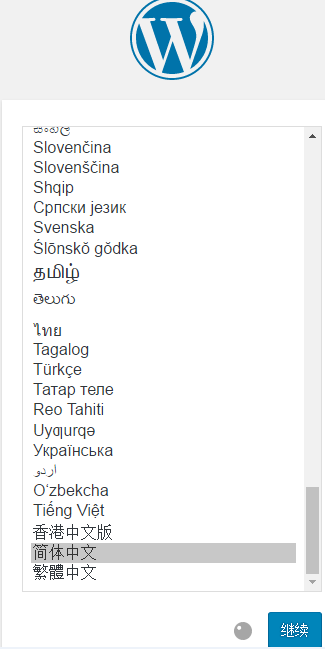 සිංහල
Slovenčina
Slovenščina
Shqip
Српски језик
Svenska
Ślōnskŏ gŏdka
தமிழ்
తెలుగు
ไทย
Tagalog
Türkçe
Татар теле
Reo Tahiti
Uyƣurqə
Українська
اردو
O‘zbekcha
Tiếng Việt
香港中文版
简体中文
繁體中文
继续